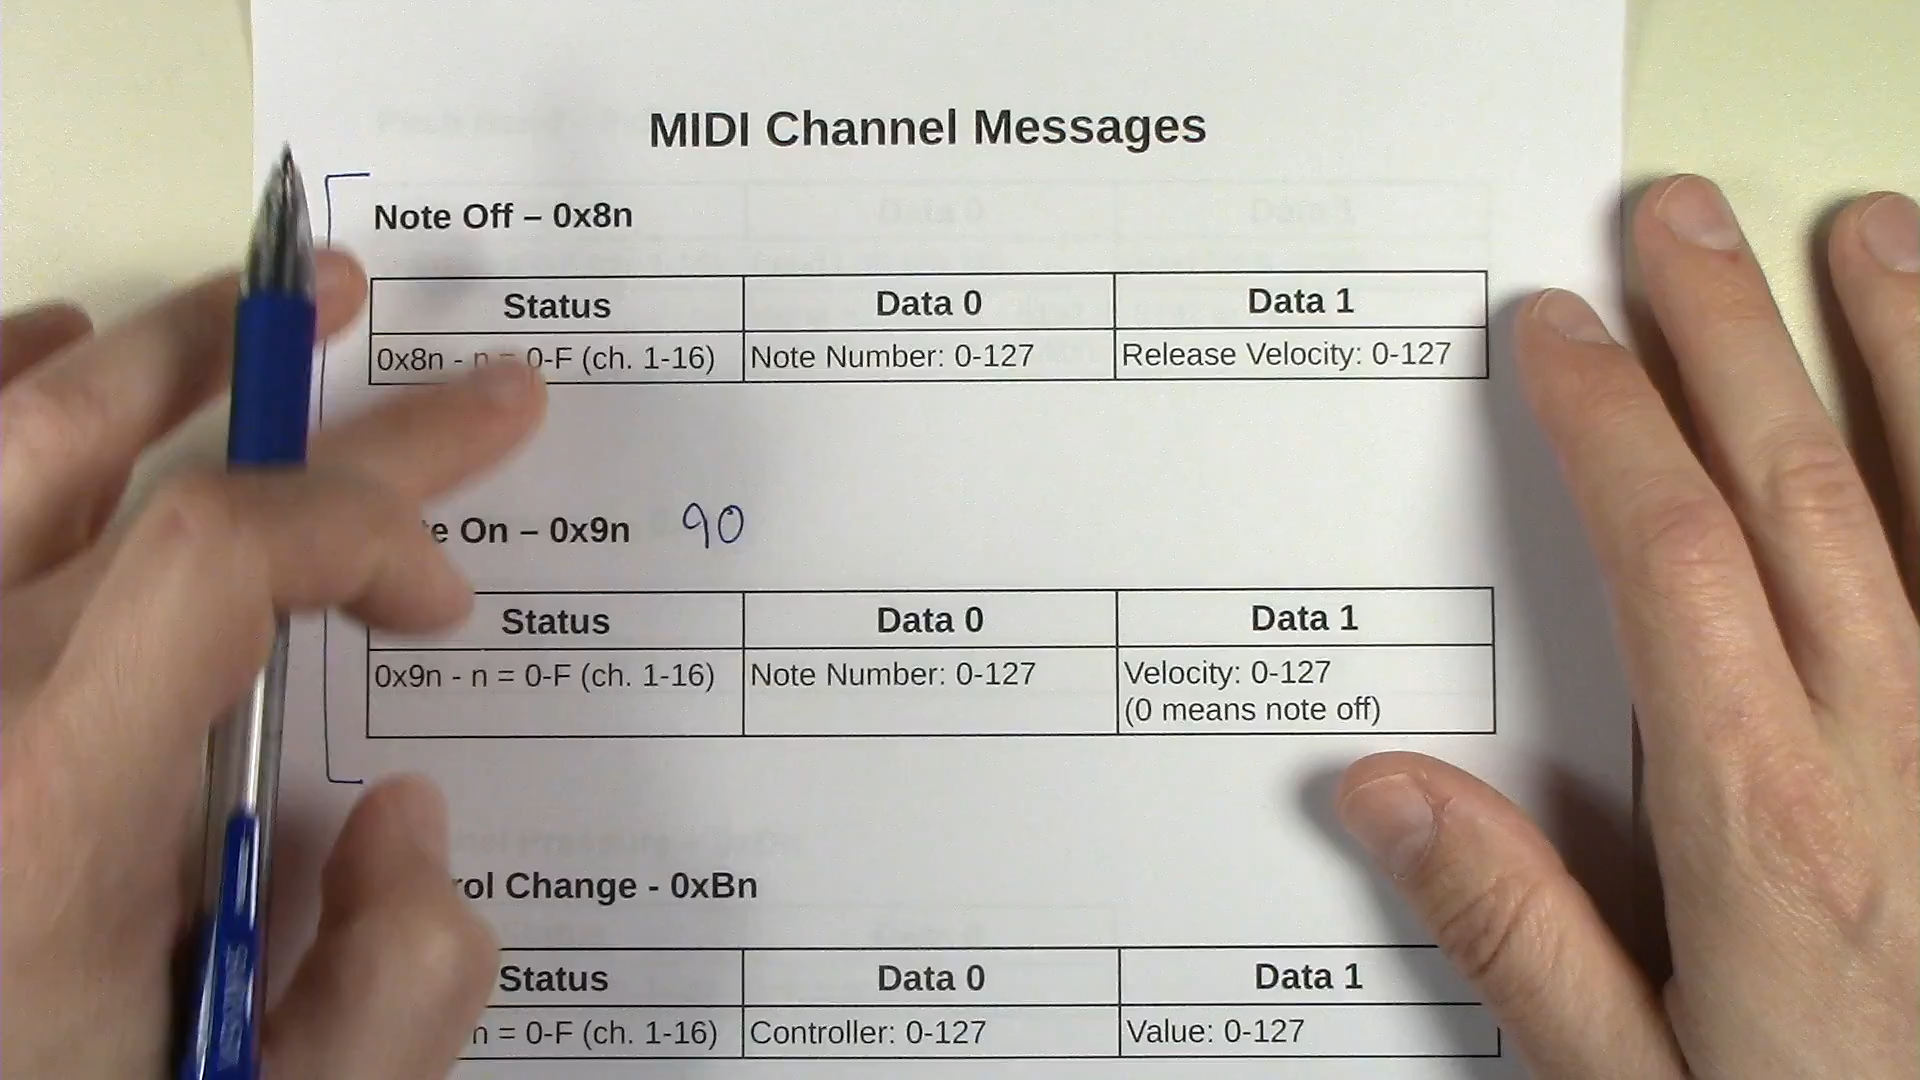 MIDI Channel Messages
Note Off – 0x8n
Status Data 0 Data 1
0x8n - n = 0-F (ch. 1-16) Note Number: 0-127 Release Velocity: 0-127
On – 0x9n 90
Status Data 0 Data 1
0x9n - n = 0-F (ch. 1-16) Note Number: 0-127 Velocity: 0-127
(0 means note off)
Change - 0xBn
Status Data 0 Data 1
n = 0-F (ch. 1-16) Controller: 0-127 Value: 0-127